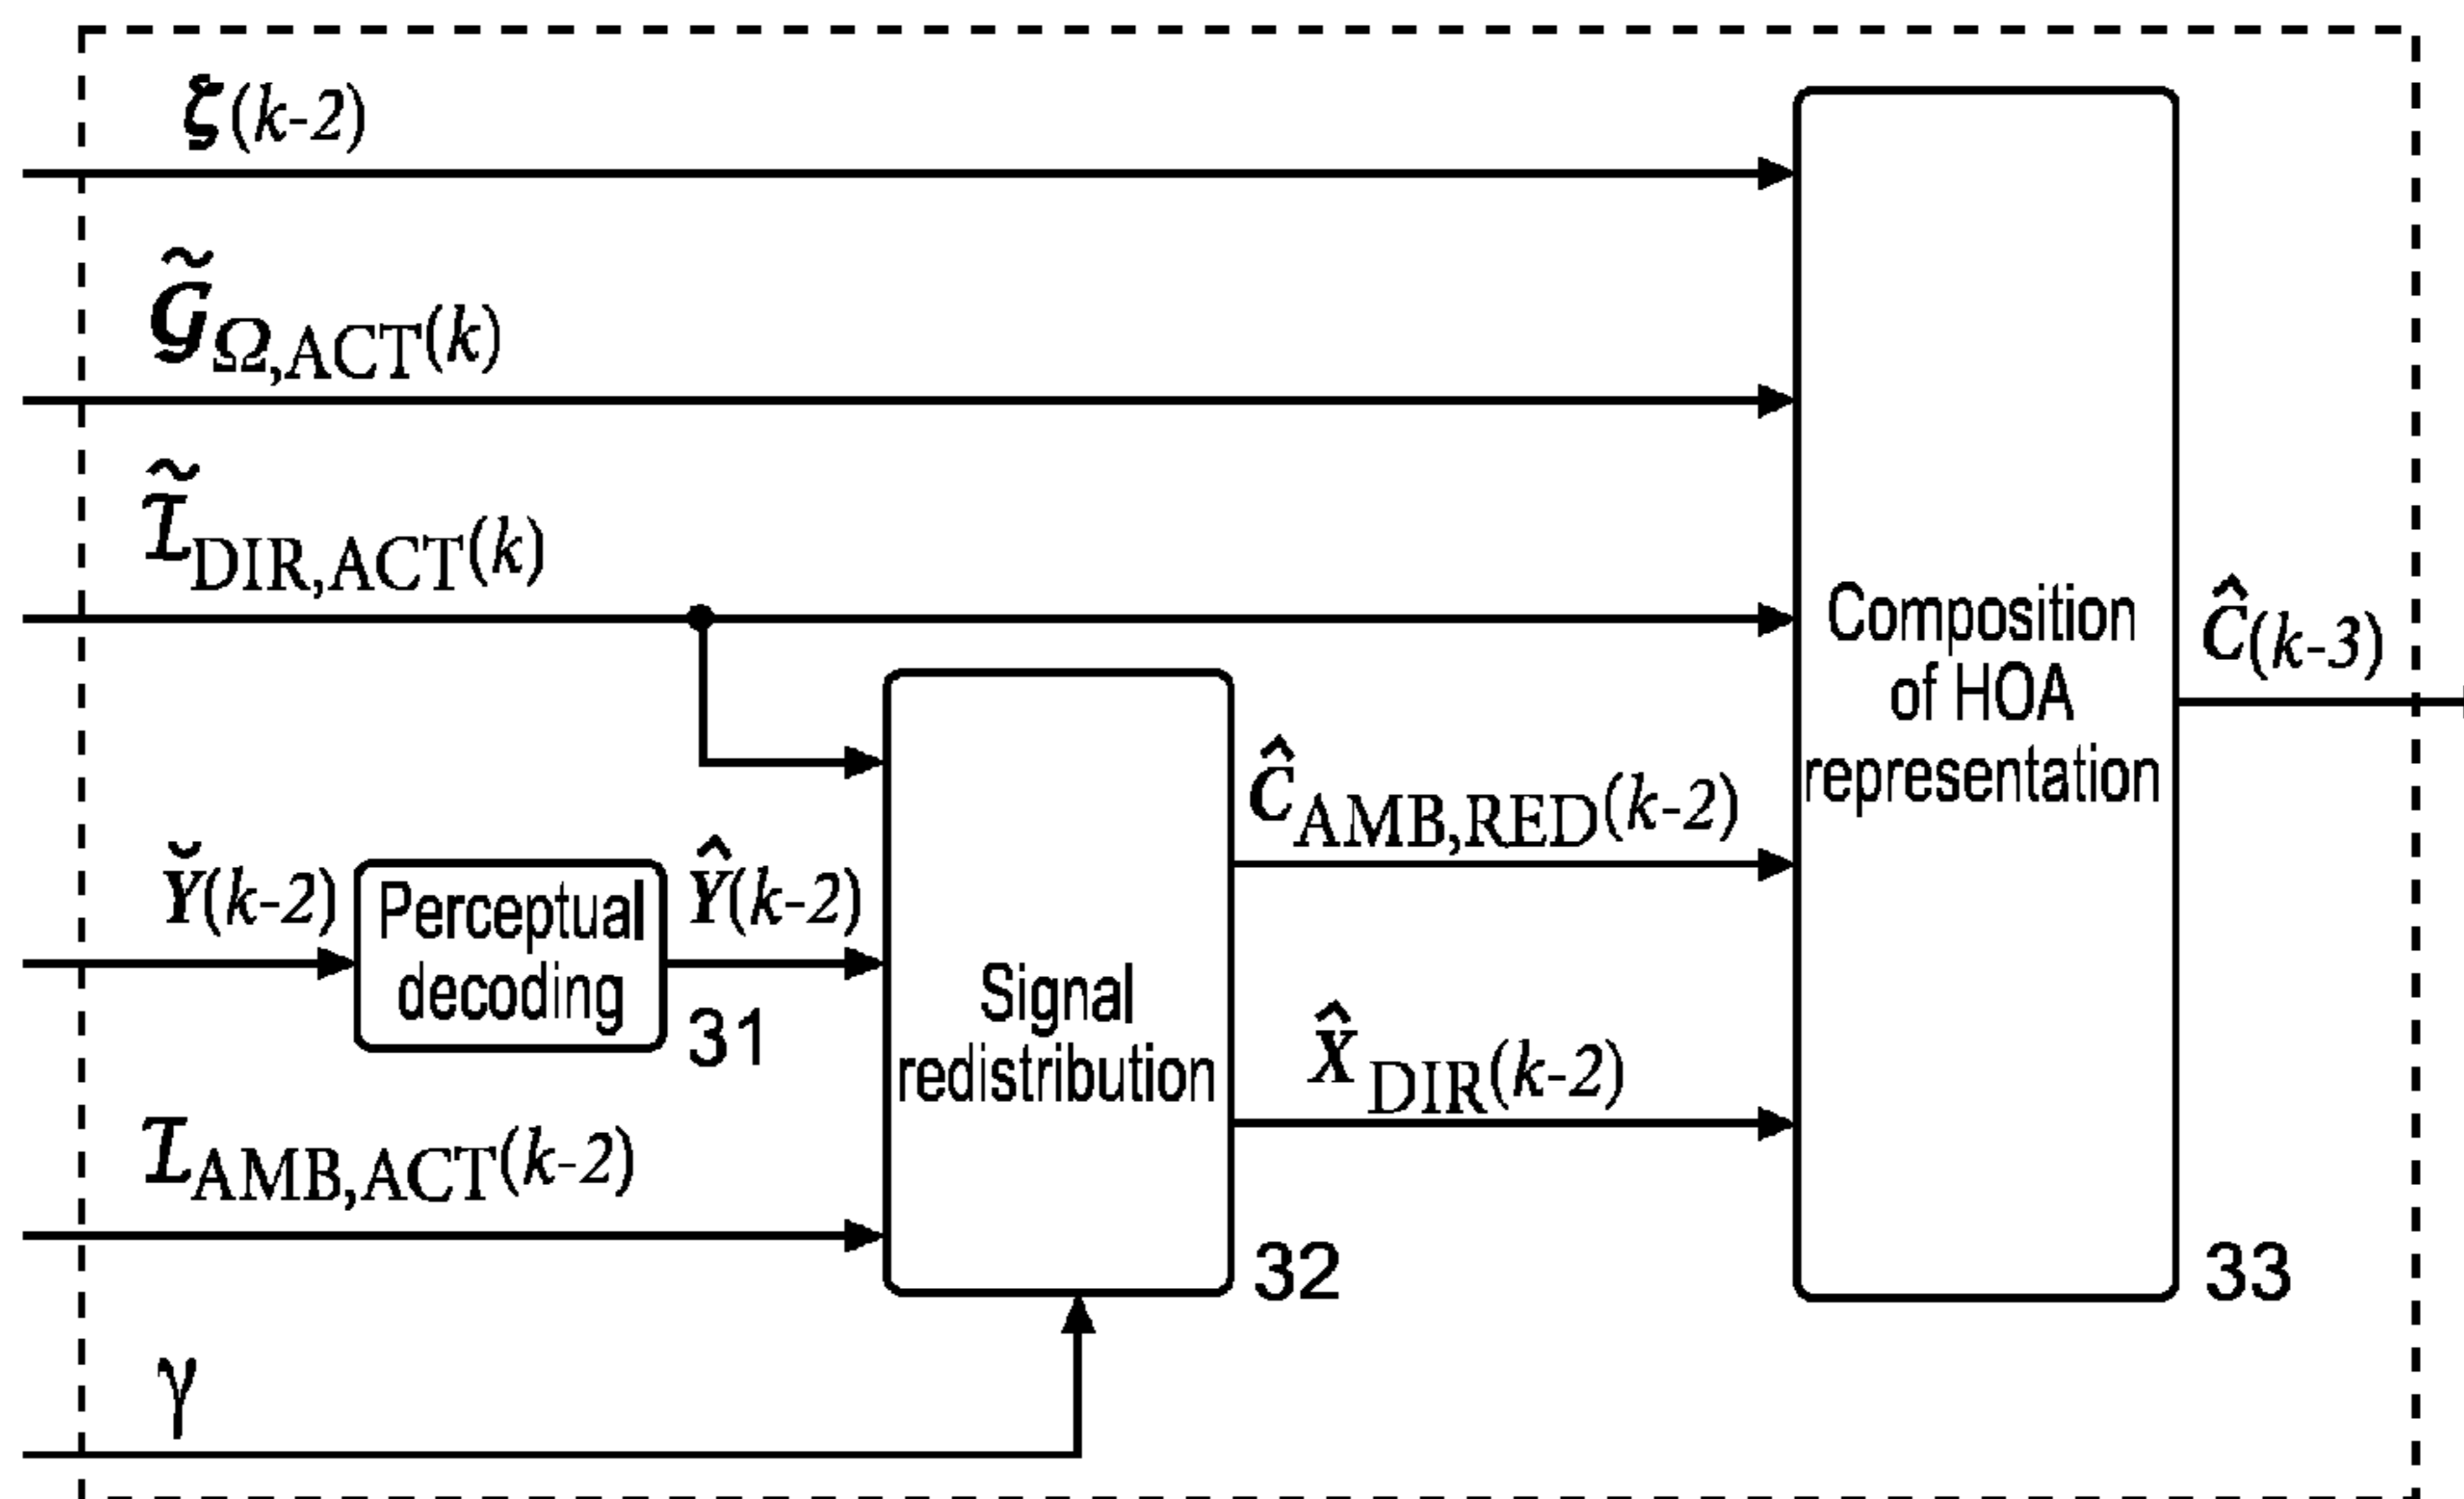 ζ(k-2)
G̃Ω,ACT(k)
ĨDIR,ACT(k)
Composition
of HOA
representation
Ĉ(k-3)
ĈAMB,RED(k-2)
Y̆(k-2)
Perceptual
decoding
Ŷ(k-2)
31
Signal
redistribution
X̂DIR(k-2)
IAMB,ACT(k-2)
32
33
γ